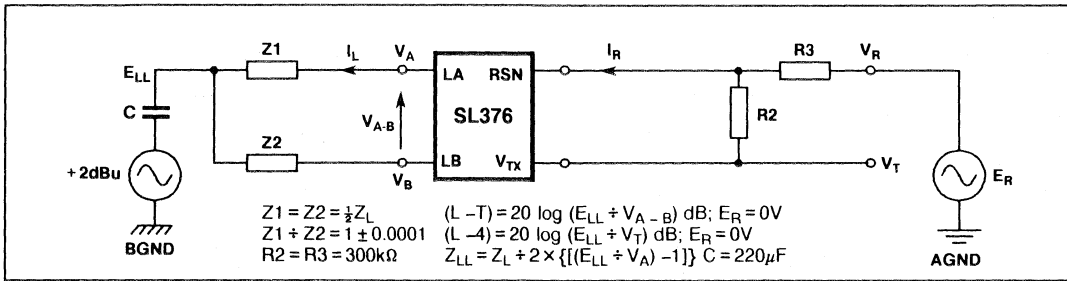 Z1 I_L V_A I_R R3 V_R
E_LL LA RSN
C V_A-B SL376 R2
Z2 LB V_TX V_T
+2dBu V_B E_R
Z1 = Z2 = ½Z_L (L –T) = 20 log (E_LL ÷ V_A – B) dB; E_R = 0V
BGND Z1 ÷ Z2 = 1 ± 0.0001 (L –4) = 20 log (E_LL ÷ V_T) dB; E_R = 0V
R2 = R3 = 300kΩ Z_LL = Z_L ÷ 2 × {[(E_LL ÷ V_A) –1]} C = 220µF AGND